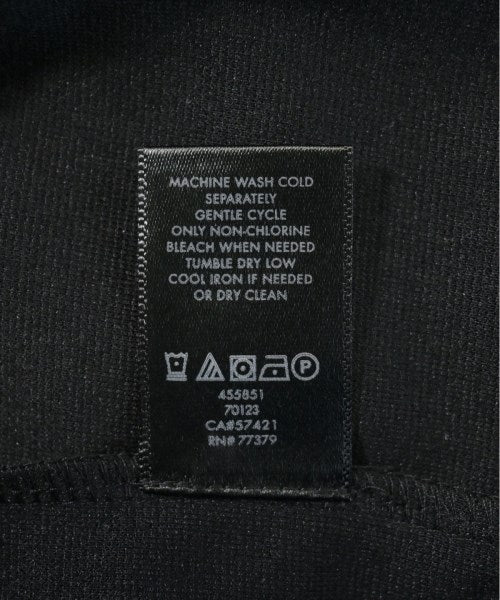 MACHINE WASH COLD
SEPARATELY
GENTLE CYCLE
ONLY NON-CHLORINE
BLEACH WHEN NEEDED
TUMBLE DRY LOW
COOL IRON IF NEEDED
OR DRY CLEAN
P
455851
70123
CA#57421
RN# 77379